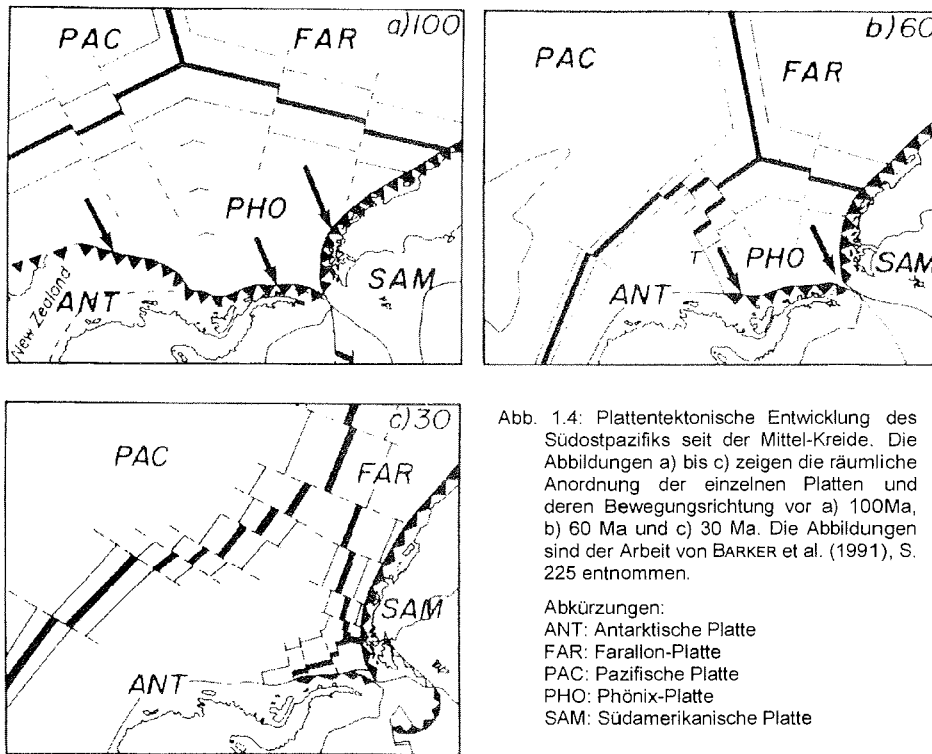 PAC
FAR
a) 100
PHO
New Zealand
ANT
SAM
b) 60
PAC
FAR
T
PHO
SAM
ANT
c) 30
PAC
FAR
SAM
ANT
Abb. 1.4: Plattentektonische Entwicklung des
Südostpazifiks seit der Mittel-Kreide. Die
Abbildungen a) bis c) zeigen die räumliche
Anordnung der einzelnen Platten und
deren Bewegungsrichtung vor a) 100Ma,
b) 60 Ma und c) 30 Ma. Die Abbildungen
sind der Arbeit von BARKER et al. (1991), S.
225 entnommen.
Abkürzungen:
ANT: Antarktische Platte
FAR: Farallon-Platte
PAC: Pazifische Platte
PHO: Phönix-Platte
SAM: Südamerikanische Platte